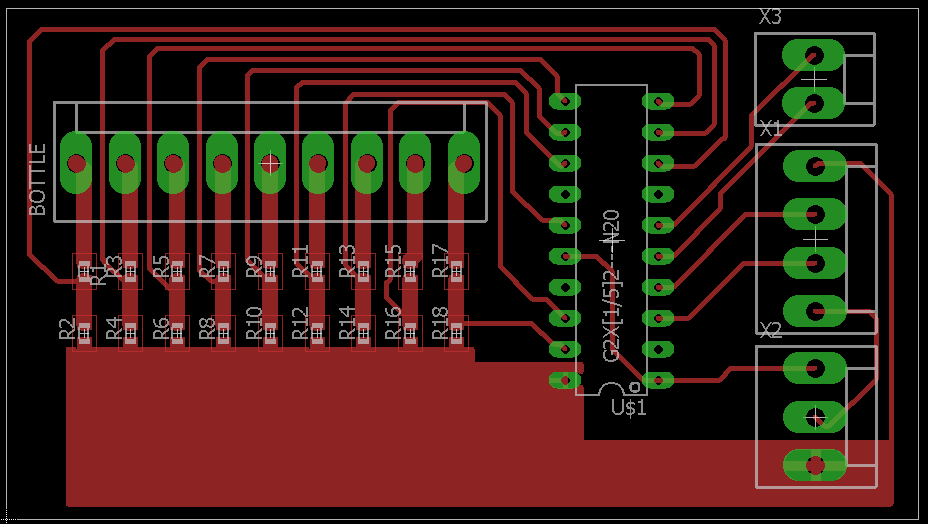 X3
X1
X2
BOTTLE
R1
R3
R5
R7
R9
R11
R13
R15
R17
R2
R4
R6
R8
R10
R12
R14
R16
R18
G2X[1/5]2---N20
U$1